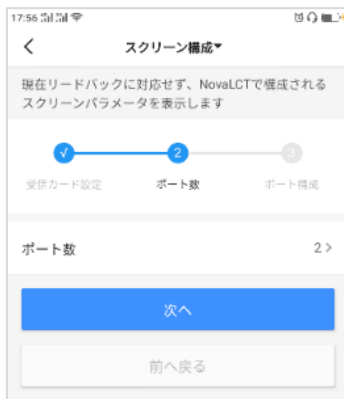 17:56
スクリーン構成▾
現在リードバックに対応せず、NovaLCTで構成される
スクリーンパラメータを表示します
2 3
受信カード設定 ポート数 ポート構成
ポート数 2 >
次へ
前へ戻る